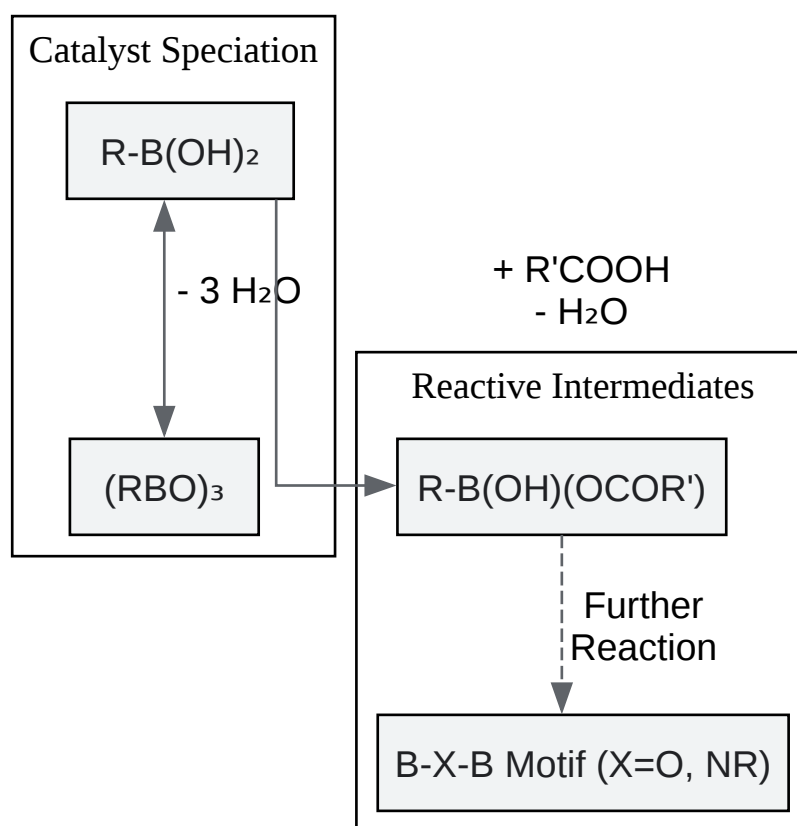 Catalyst Speciation
R-B(OH)₂
- 3 H₂O
+ R'COOH
- H₂O
Reactive Intermediates
(RBO)₃
R-B(OH)(OCOR')
Further
Reaction
B-X-B Motif (X=O, NR)